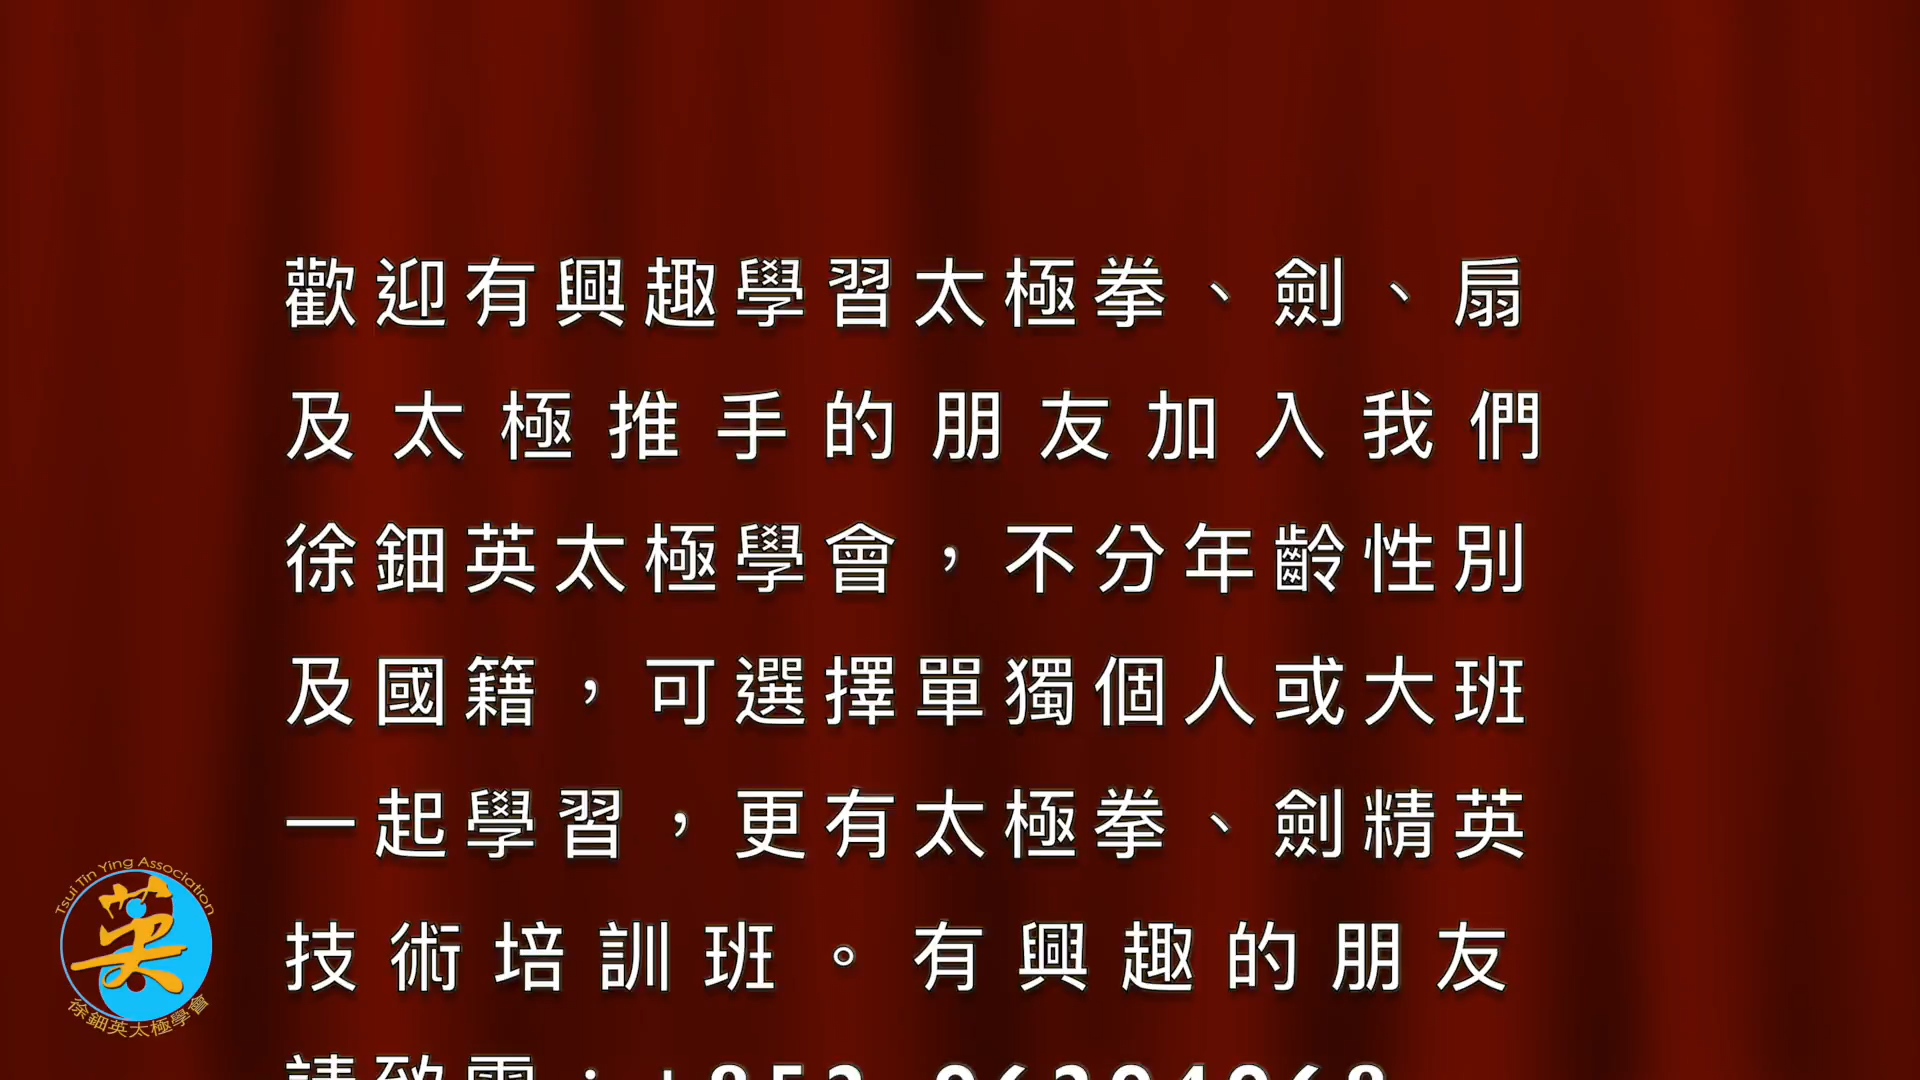 歡迎有興趣學習太極拳、劍、扇
及太極推手的朋友加入我們
徐鈿英太極學會，不分年齡性別
及國籍，可選擇單獨個人或大班
一起學習，更有太極拳、劍精英
技術培訓班。有興趣的朋友
請致電：+852
Tsui Tin Ying Association
英
徐鈿英太極學會